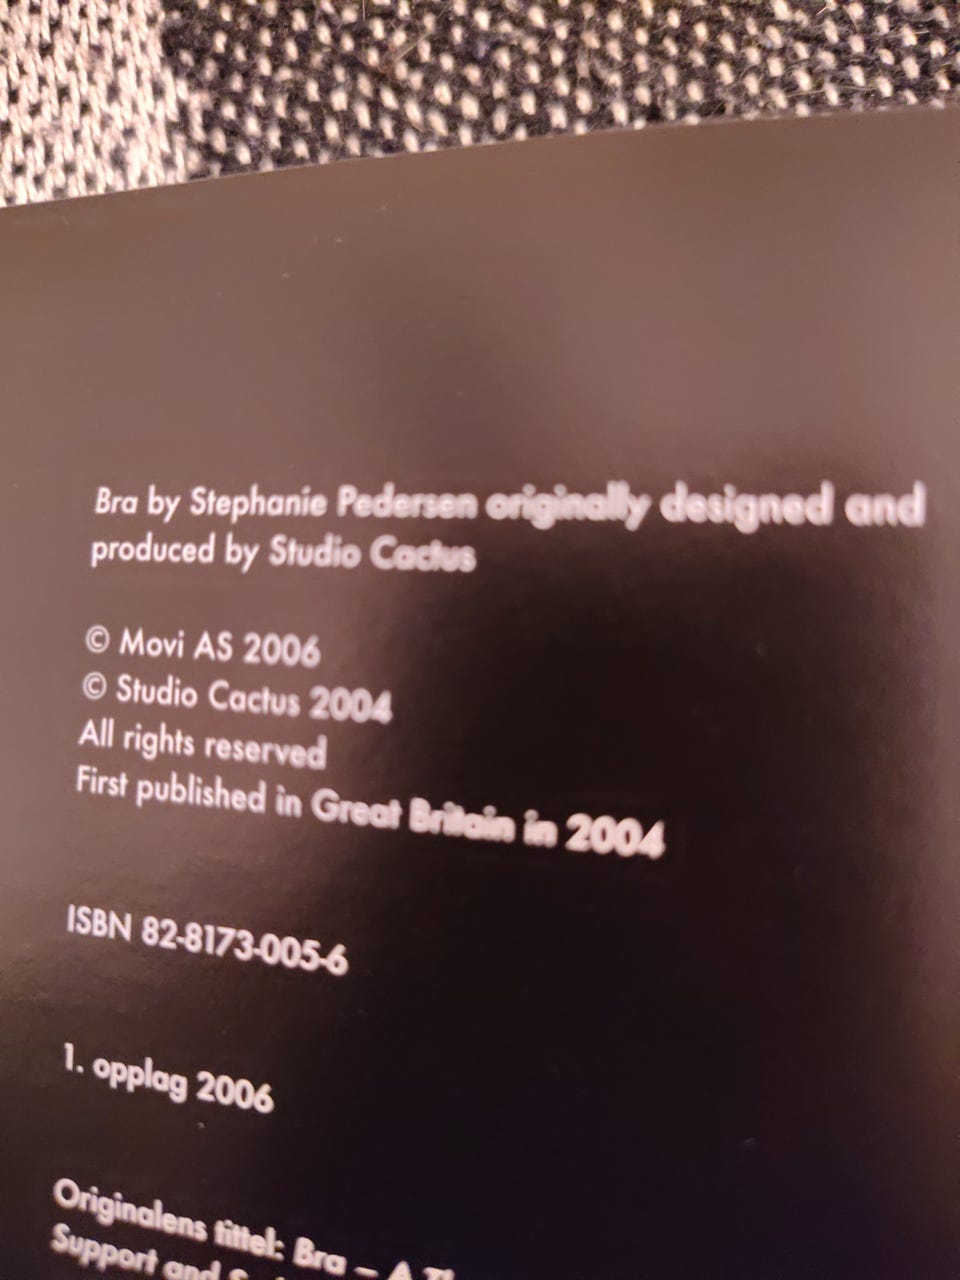 Bra by Stephanie Pedersen originally designed and
produced by Studio Cactus
© Movi AS 2006
© Studio Cactus 2004
All rights reserved
First published in Great Britain in 2004
ISBN 82-8173-005-6
1. opplag 2006
Originalens tittel: Bra – A
Support and